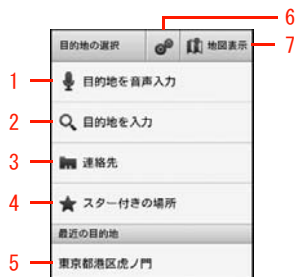 6
目的地の選択 地図表示 7
1 目的地を音声入力
2 目的地を入力
3 連絡先
4 スター付きの場所
最近の目的地
5 東京都港区虎ノ門